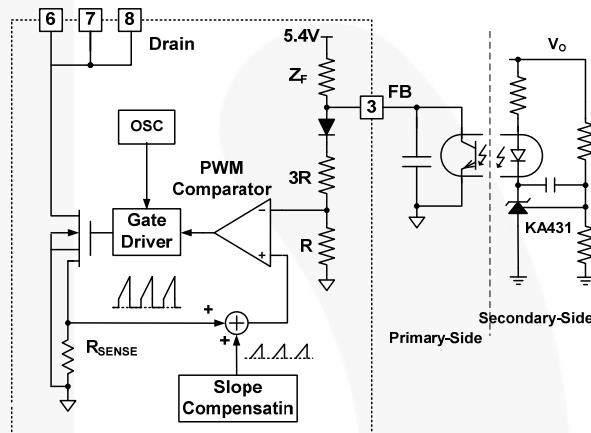 6 7 8
Drain
5.4V
ZF
3 FB
VO
OSC
PWM
Comparator
3R
Gate
Driver
−
+
R
KA431
+
+
RSENSE
Slope
Compensatin
Primary-Side
Secondary-Side